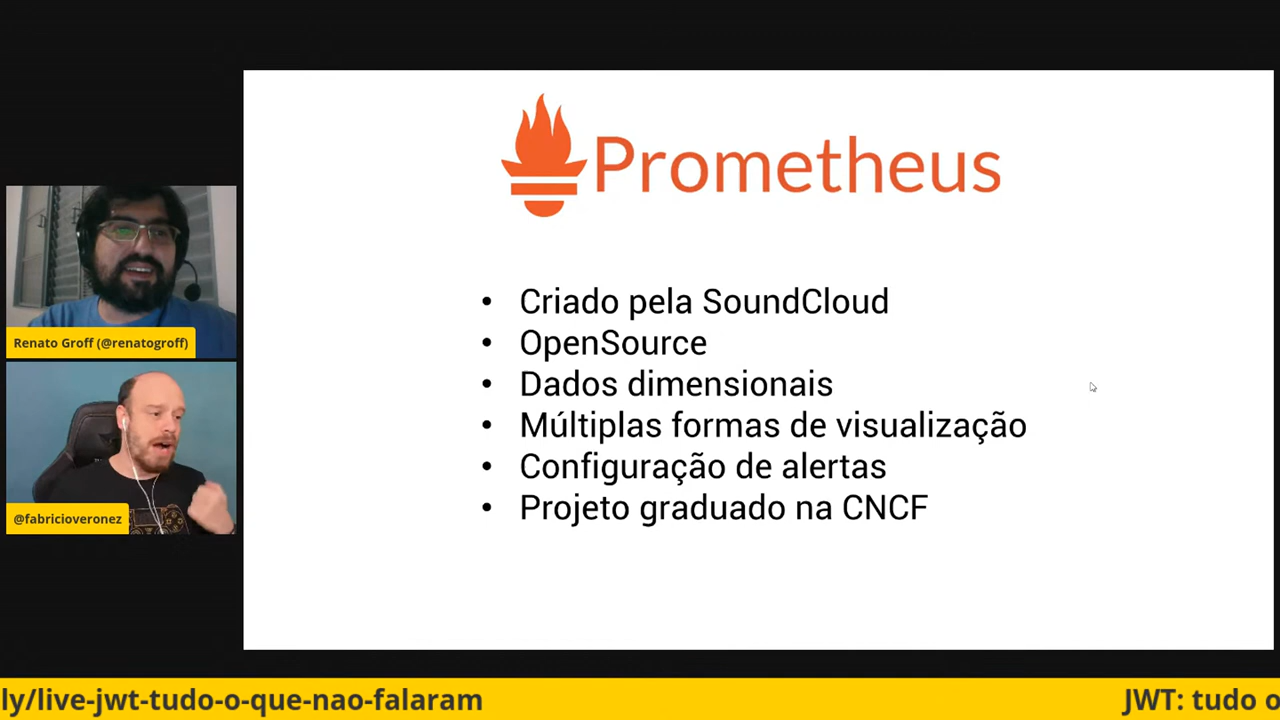 Prometheus
• Criado pela SoundCloud
• OpenSource
• Dados dimensionais
• Múltiplas formas de visualização
• Configuração de alertas
• Projeto graduado na CNCF
Renato Groff (@renatogroff)
@fabricioveronez
ly/live-jwt-tudo-o-que-nao-falaram
JWT: tudo o